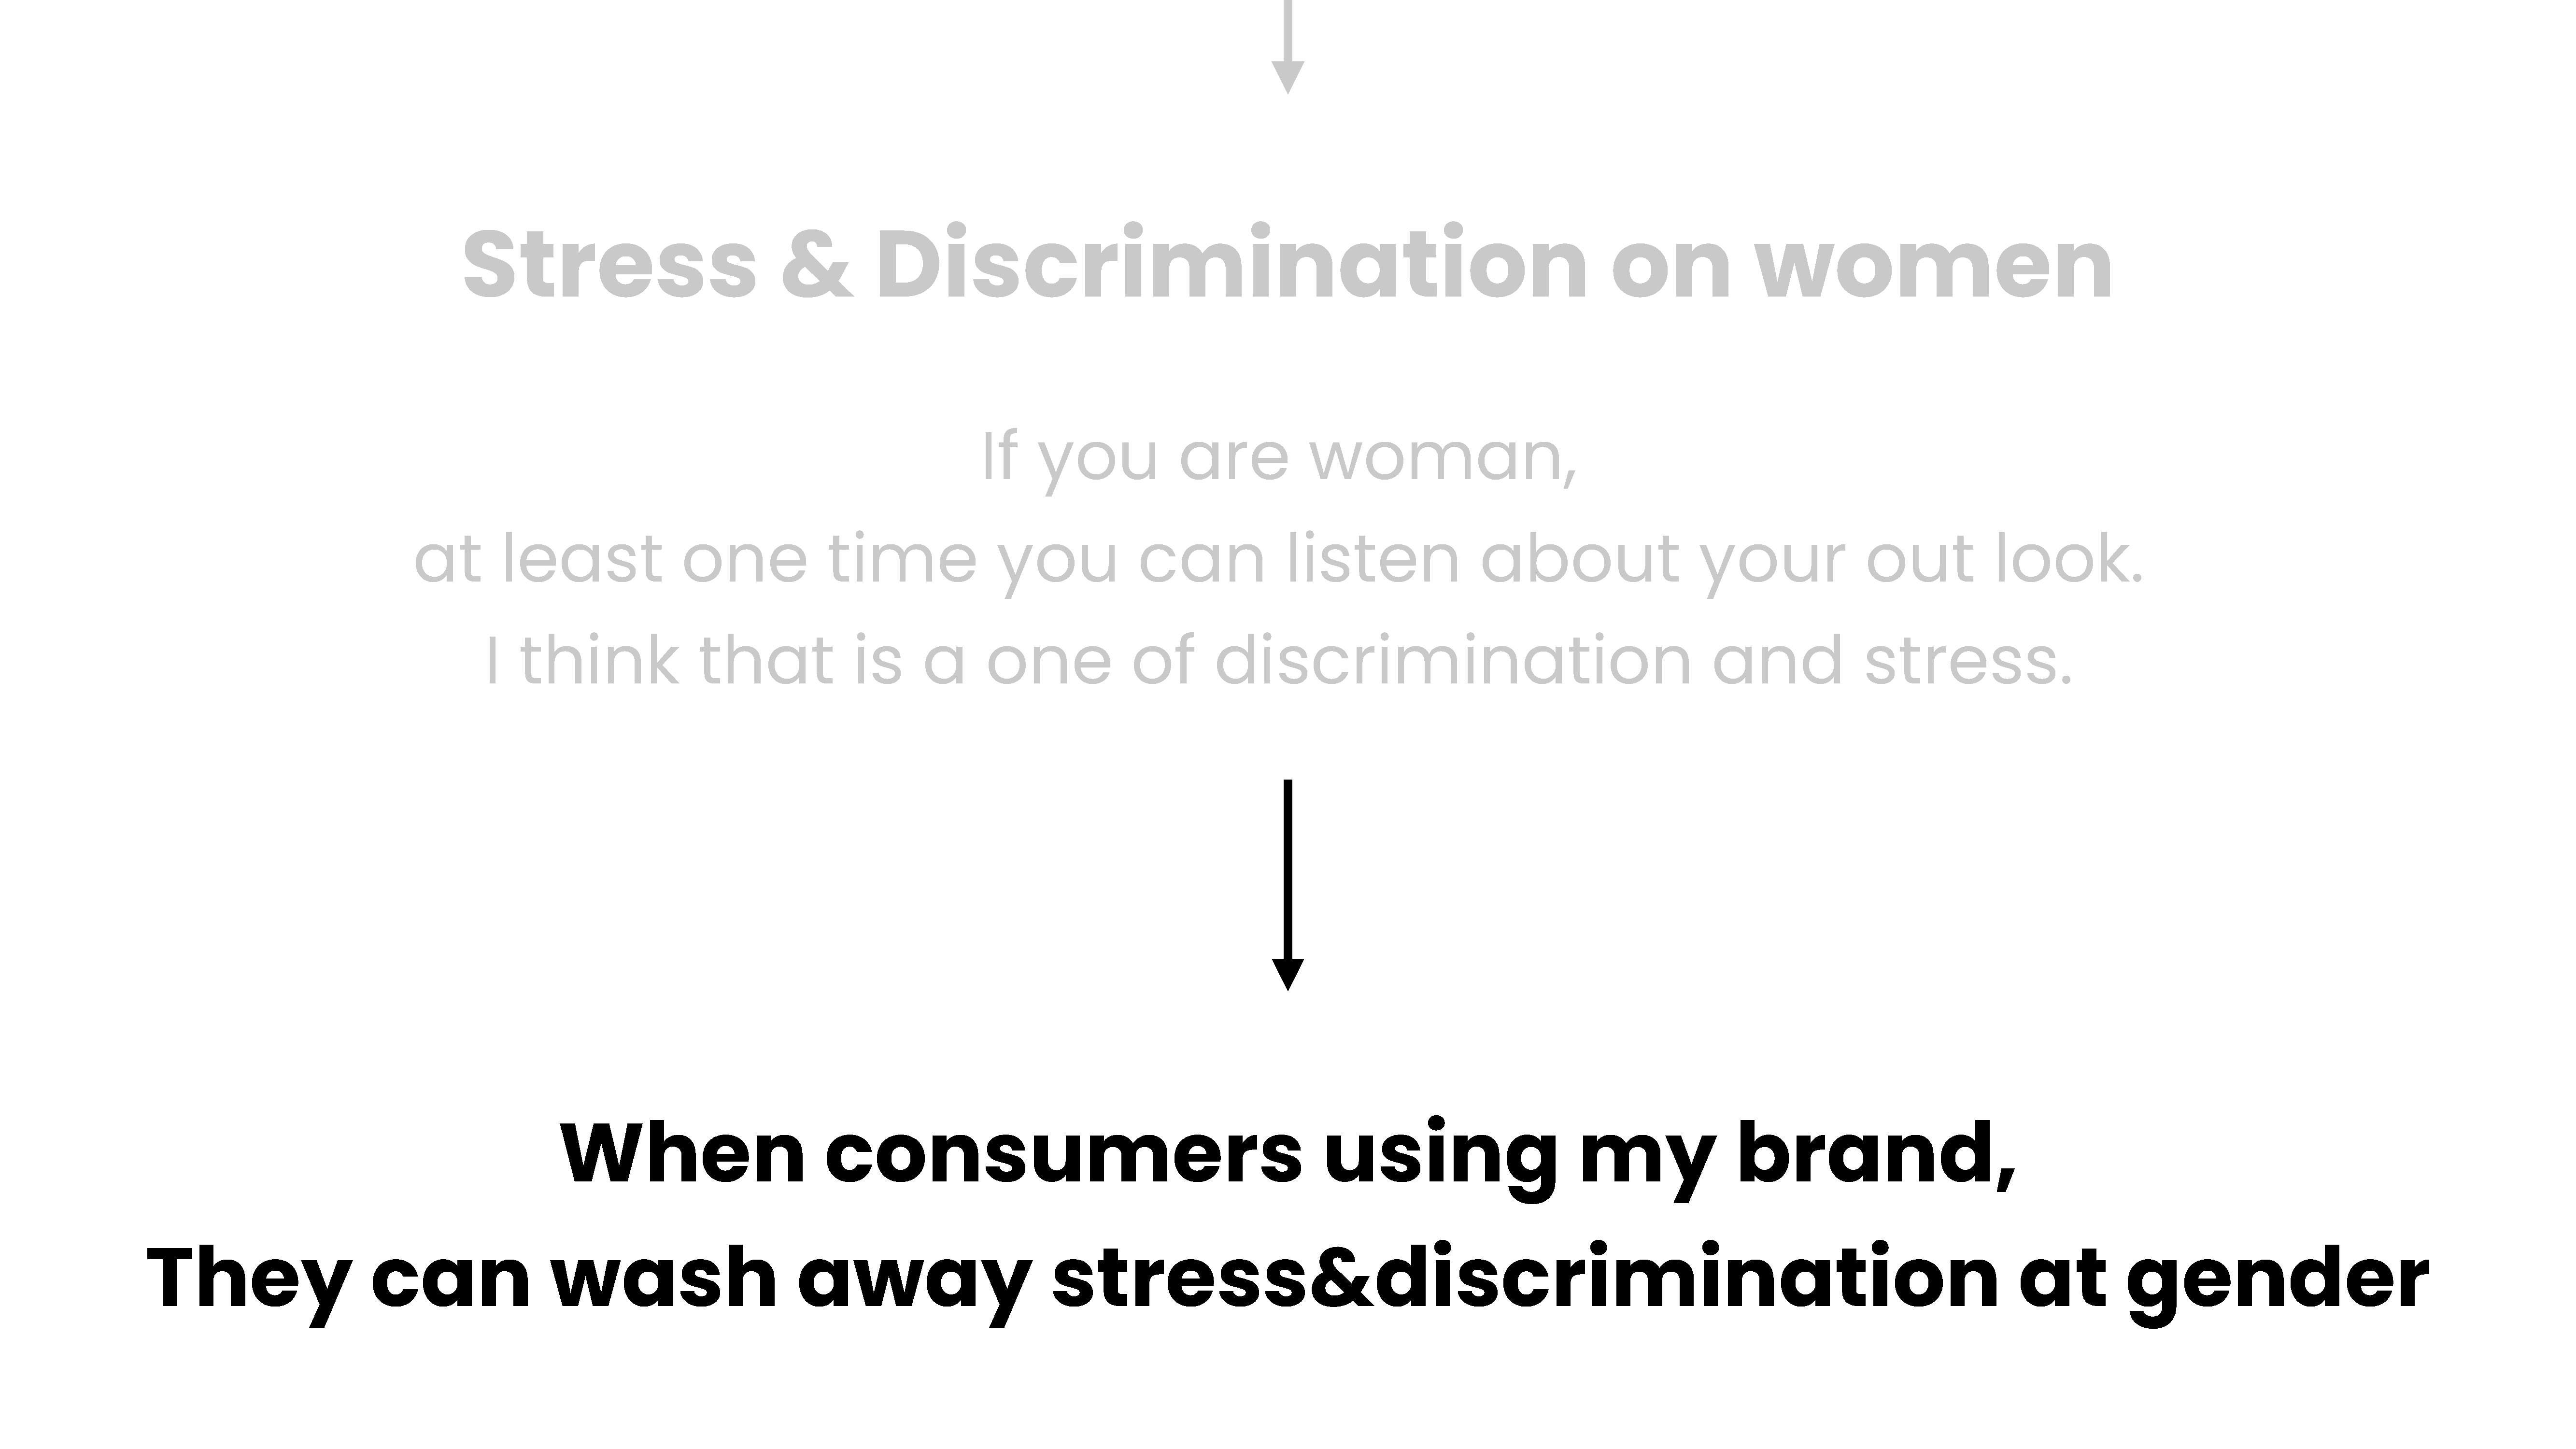 Stress & Discrimination on women
If you are woman,
at least one time you can listen about your out look.
I think that is a one of discrimination and stress.
When consumers using my brand,
They can wash away stress&discrimination at gender